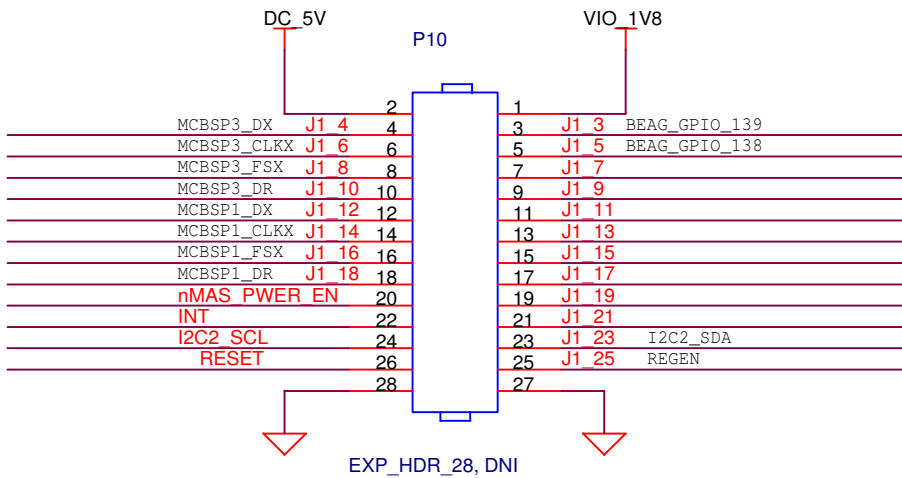 DC_5V VIO_1V8
P10
2 1
MCBSP3_DX J1_4 4 3 J1_3 BEAG_GPIO_139
MCBSP3_CLKX J1_6 6 5 J1_5 BEAG_GPIO_138
MCBSP3_FSX J1_8 8 7 J1_7
MCBSP3_DR J1_10 10 9 J1_9
MCBSP1_DX J1_12 12 11 J1_11
MCBSP1_CLKX J1_14 14 13 J1_13
MCBSP1_FSX J1_16 16 15 J1_15
MCBSP1_DR J1_18 18 17 J1_17
nMAS_PWER_EN 20 19 J1_19
INT 22 21 J1_21
I2C2_SCL 24 23 J1_23 I2C2_SDA
RESET 26 25 J1_25 REGEN
28 27
EXP_HDR_28, DNI